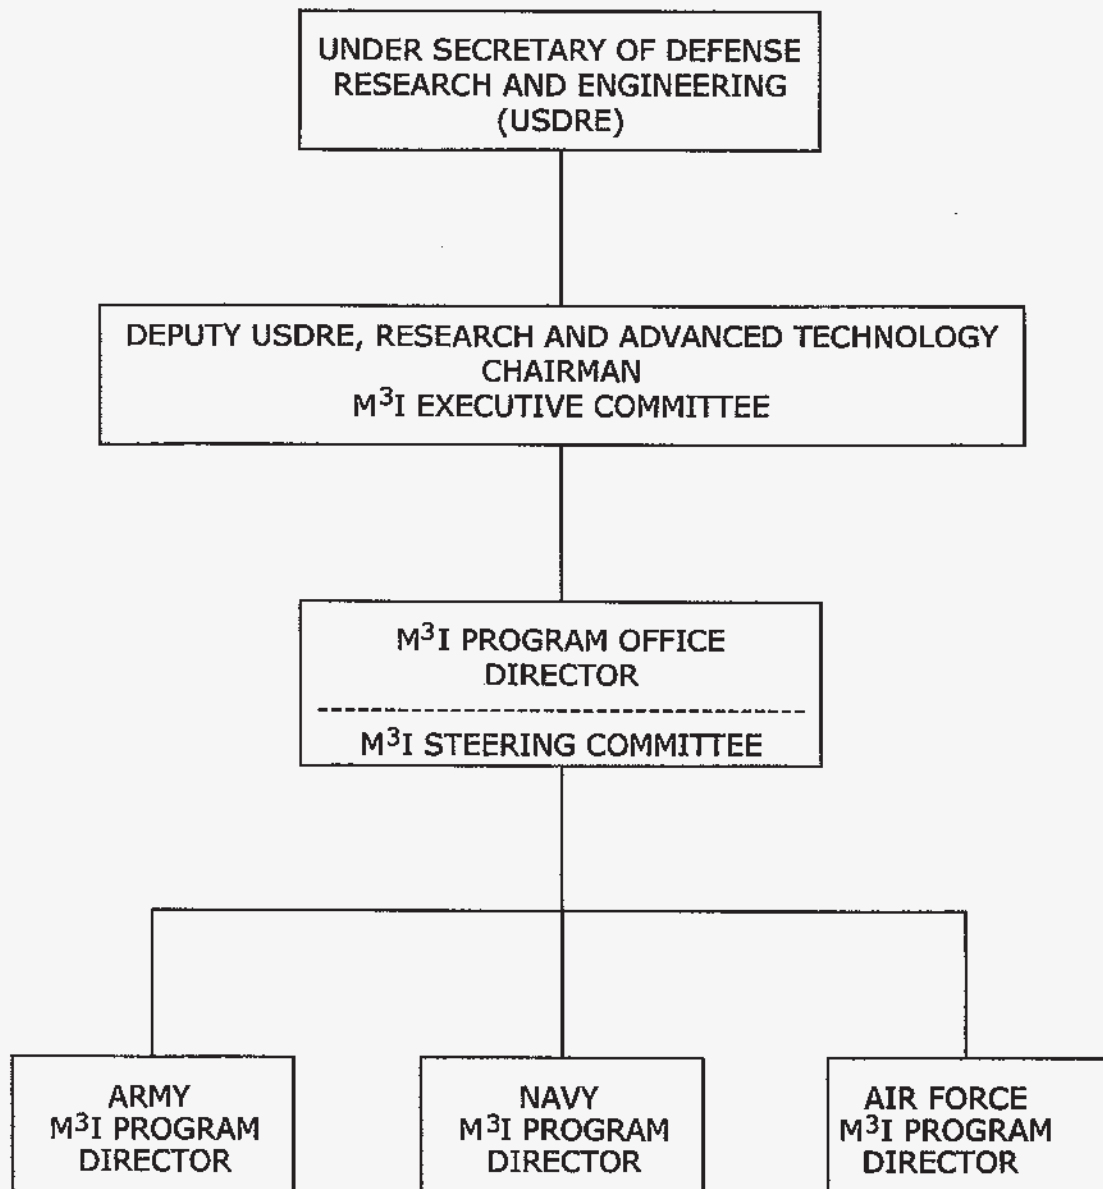 UNDER SECRETARY OF DEFENSE
RESEARCH AND ENGINEERING
(USDRE)
DEPUTY USDRE, RESEARCH AND ADVANCED TECHNOLOGY
CHAIRMAN
M³I EXECUTIVE COMMITTEE
M³I PROGRAM OFFICE
DIRECTOR
M³I STEERING COMMITTEE
ARMY
M³I PROGRAM
DIRECTOR
NAVY
M³I PROGRAM
DIRECTOR
AIR FORCE
M³I PROGRAM
DIRECTOR